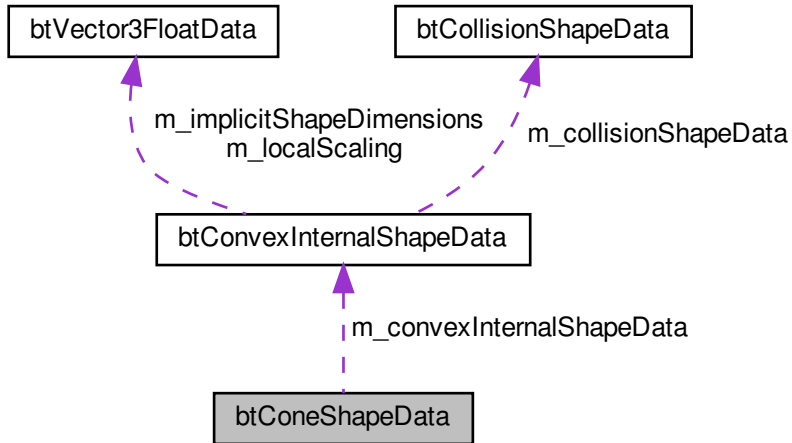 btVector3FloatData
btCollisionShapeData
m_implicitShapeDimensions
m_localScaling
m_collisionShapeData
btConvexInternalShapeData
m_convexInternalShapeData
btConeShapeData